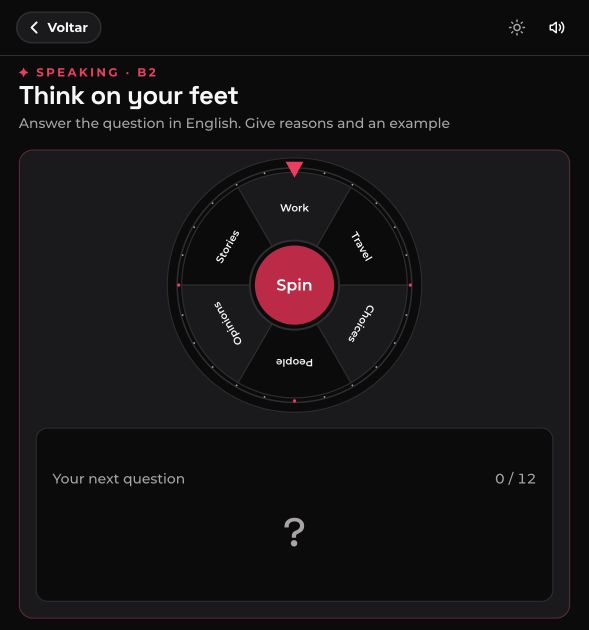 Voltar
SPEAKING · B2
Think on your feet
Answer the question in English. Give reasons and an example
Work
Stories
Travel
Spin
Opinions
Choices
People
Your next question
0 / 12
?